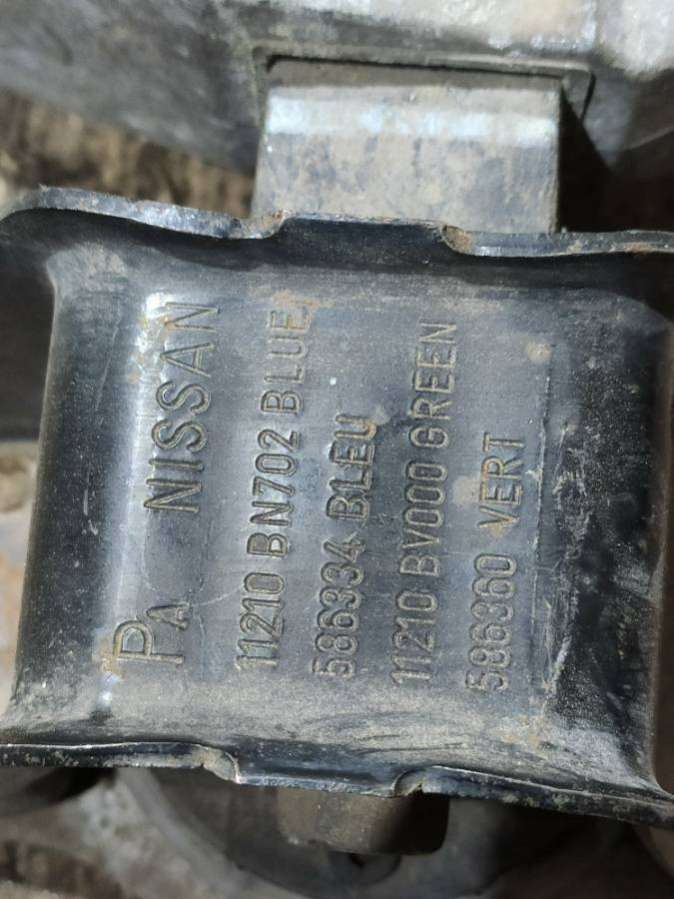 PA NISSAN
11210 BN702 BLUE
586334 BLEU
11210 BV000 GREEN
586360 VERT